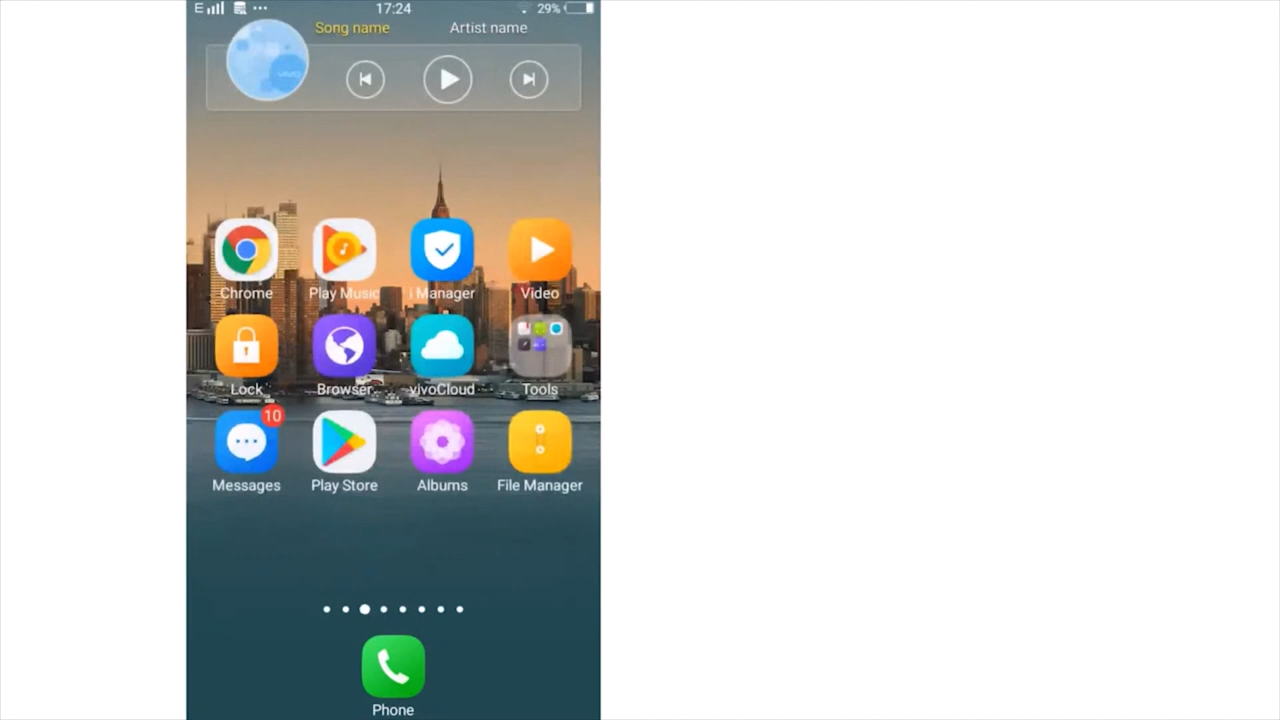 E 17:24 29%
Song name Artist name
vivo
Chrome Play Music i Manager Video
Lock Browser vivoCloud Tools
10
Messages Play Store Albums File Manager
Phone